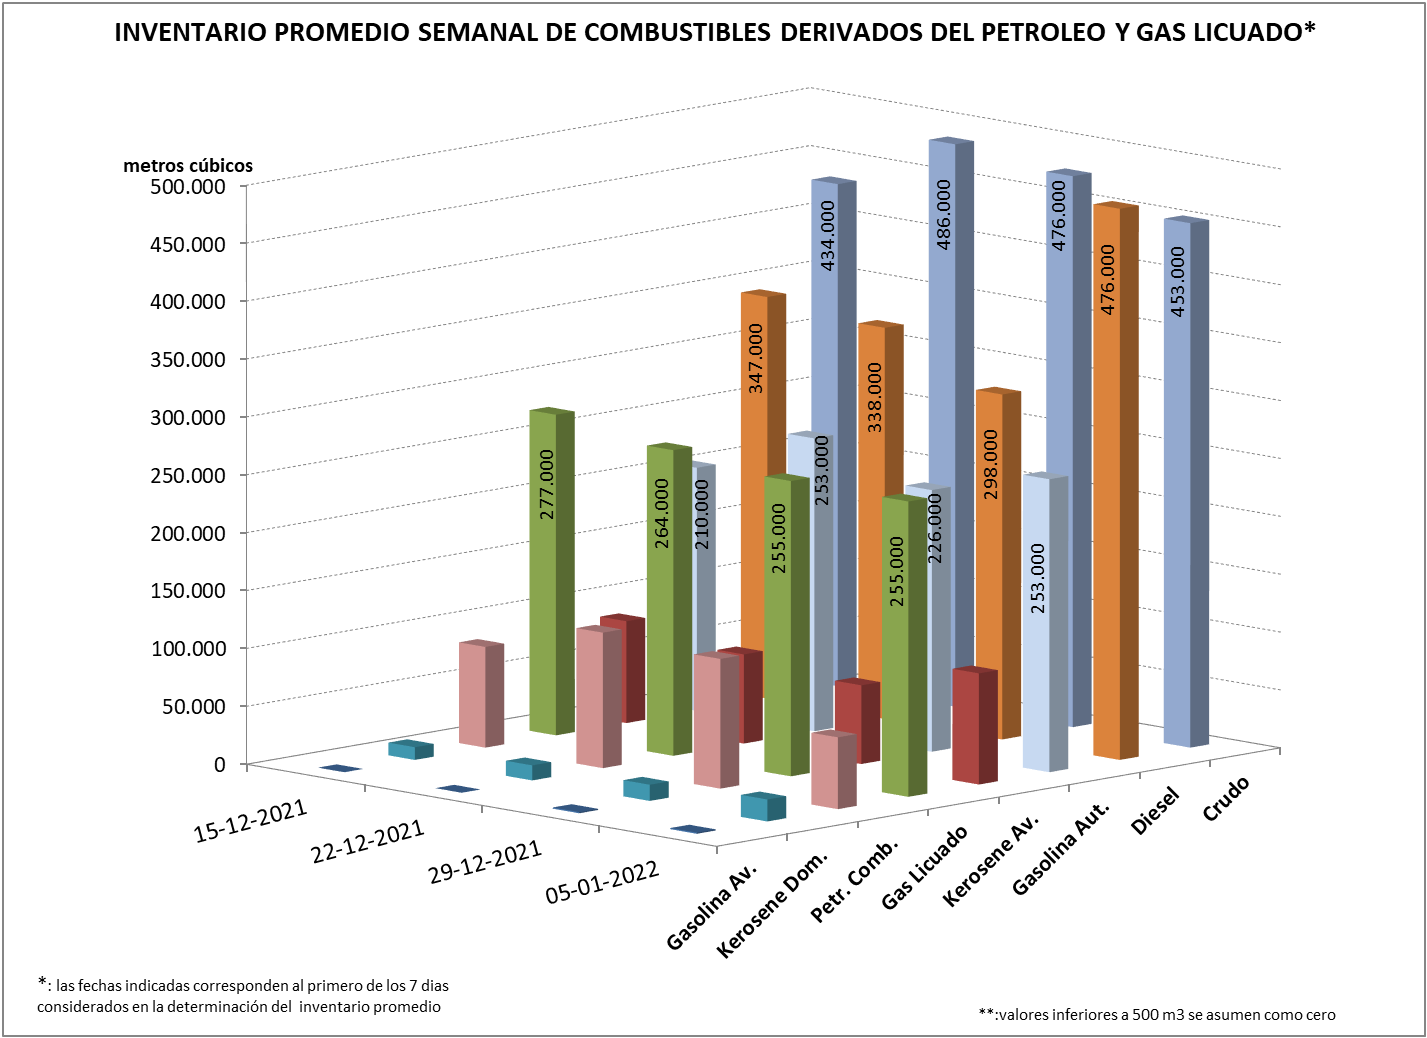 INVENTARIO PROMEDIO SEMANAL DE COMBUSTIBLES DERIVADOS DEL PETROLEO Y GAS LICUADO*
metros cúbicos
500.000
450.000
400.000
350.000
300.000
250.000
200.000
150.000
100.000
50.000
0
434.000
486.000
476.000
453.000
347.000
338.000
298.000
476.000
210.000
253.000
226.000
253.000
277.000
264.000
255.000
255.000
15-12-2021
22-12-2021
29-12-2021
05-01-2022
Gasolina Av.
Kerosene Dom.
Petr. Comb.
Gas Licuado
Kerosene Av.
Gasolina Aut.
Diesel
Crudo
*: las fechas indicadas corresponden al primero de los 7 dias
considerados en la determinación del inventario promedio
**:valores inferiores a 500 m3 se asumen como cero